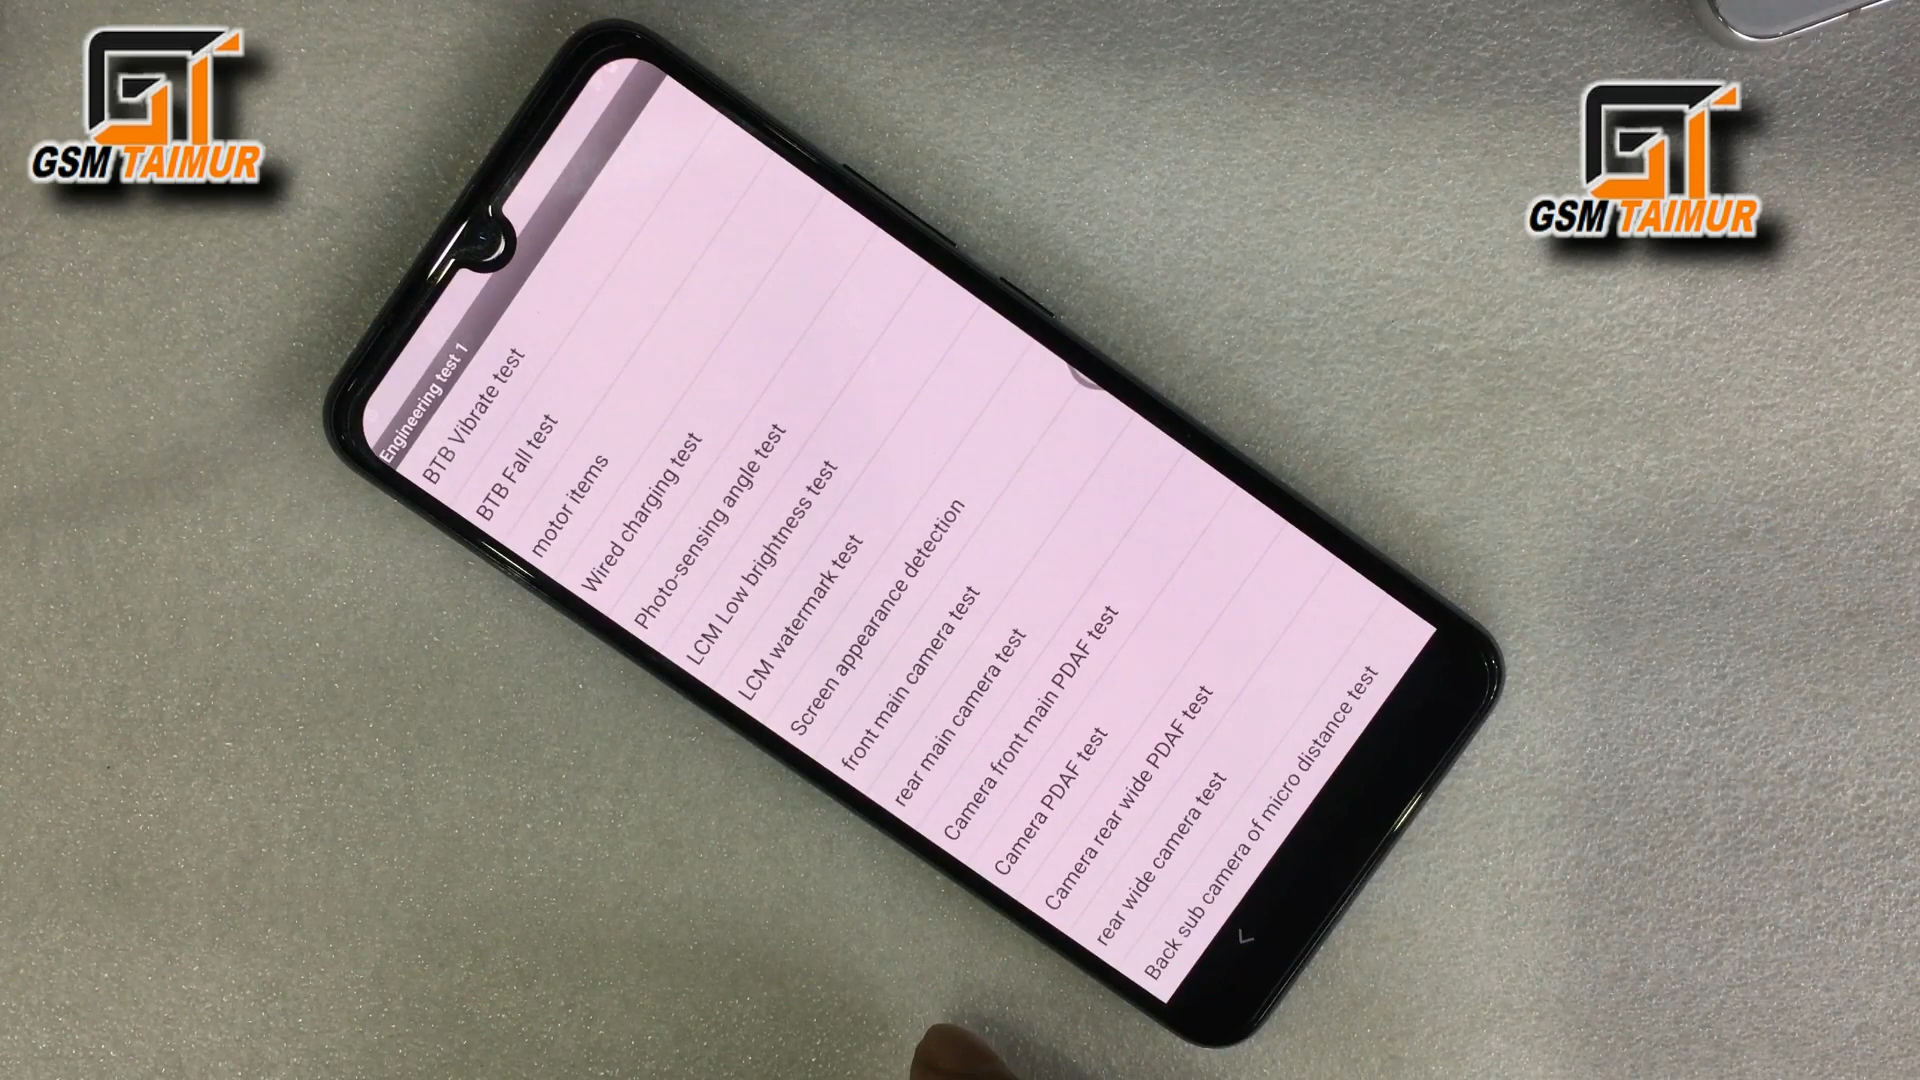 GSM TAIMUR
GSM TAIMUR
Engineering test 1
BTB Vibrate test
BTB Fall test
motor items
Wired charging test
Photo-sensing angle test
LCM Low brightness test
LCM watermark test
Screen appearance detection
front main camera test
rear main camera test
Camera front main PDAF test
Camera PDAF test
Camera rear wide PDAF test
rear wide camera test
Back sub camera of micro distance test